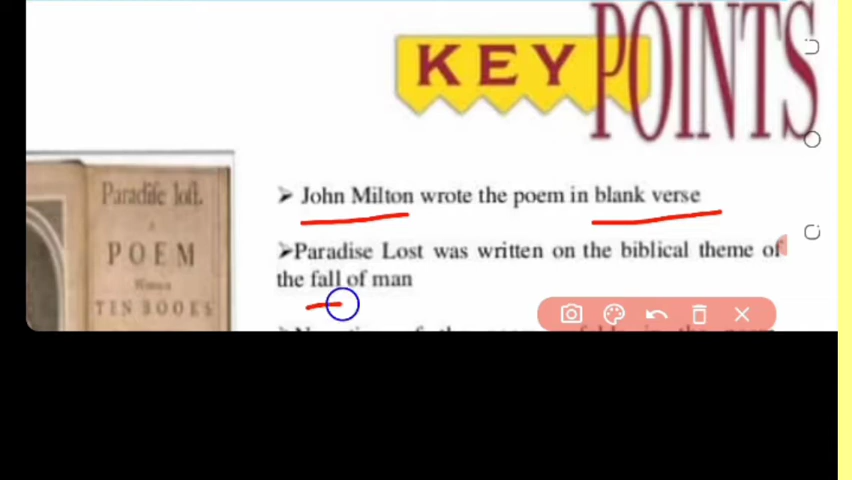 KEY POINTS
Paradise lost.
A
POEM
TEN BOOKS
➤ John Milton wrote the poem in blank verse
➤Paradise Lost was written on the biblical theme of
the fall of man